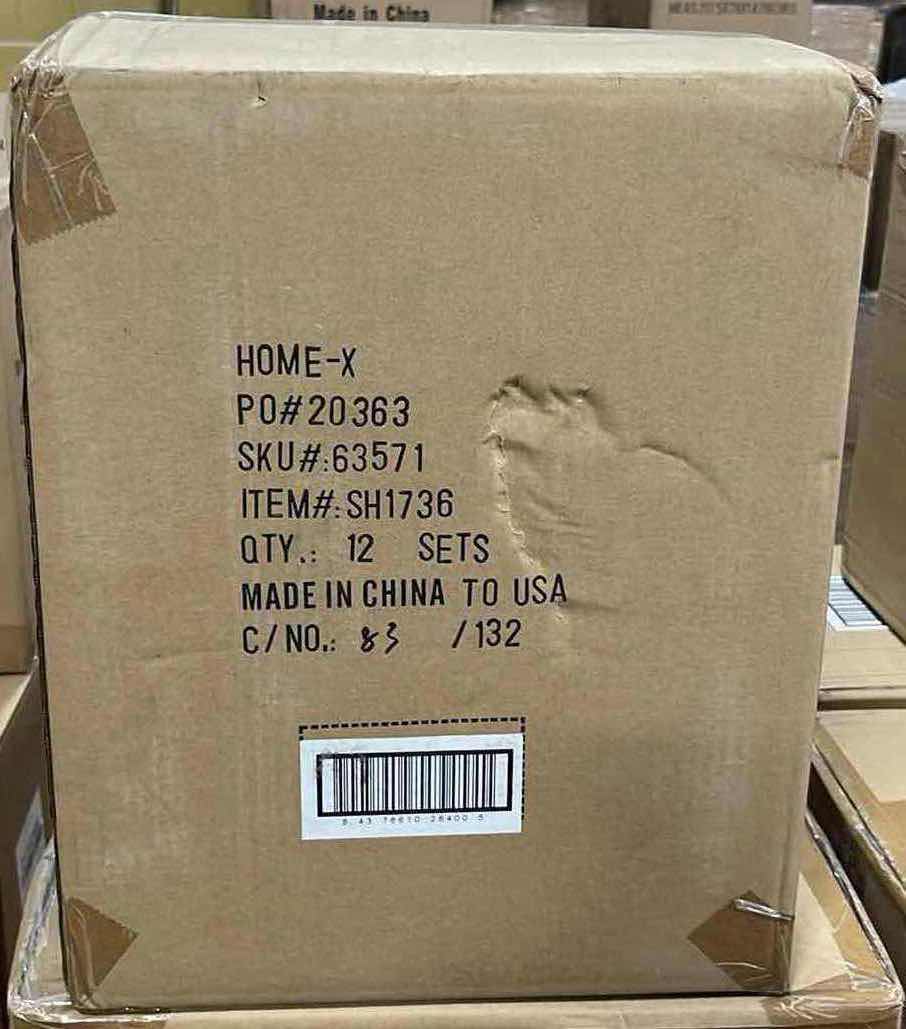 Made in China
HOME-X
PO#20363
SKU#:63571
ITEM#:SH1736
QTY.: 12 SETS
MADE IN CHINA TO USA
C/NO.: 83 /132